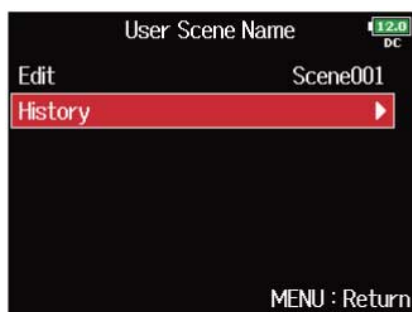 User Scene Name 12.0
DC
Edit Scene001
History
MENU : Return